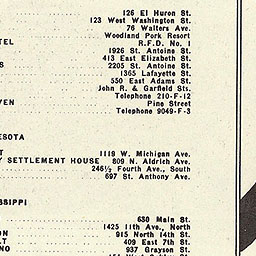 126 El Huron St.
123 West Washington St.
76 Walters Ave.
Woodland Park Resort
TEL R.F.D. No. 1
1926 St. Antoine St.
413 East Elizabeth St.
S 2205 St. Antoine St.
1365 Lafayette St.
550 East Adams St.
John R. & Garfield Sts.
Telephone 210-F-12
VEN Pine Street
Telephone 9049-F-3
ESOTA
T 1119 W. Michigan Ave.
Y SETTLEMENT HOUSE 809 N. Aldrich Ave.
246½ Fourth Ave., South
697 St. Anthony Ave.
SSIPPI
630 Main St.
1425 11th Ave., North
ON 915 North 14th St.
LT 409 East 7th St.
NO 937 Grayson St.